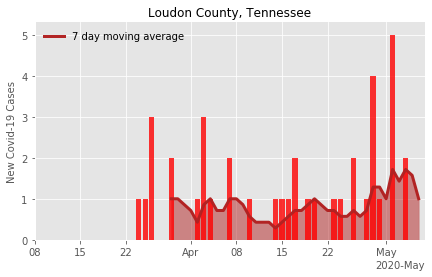 Loudon County, Tennessee
7 day moving average
New Covid-19 Cases
5
4
3
2
1
0
08 15 22 Apr 08 15 22 May
2020-May